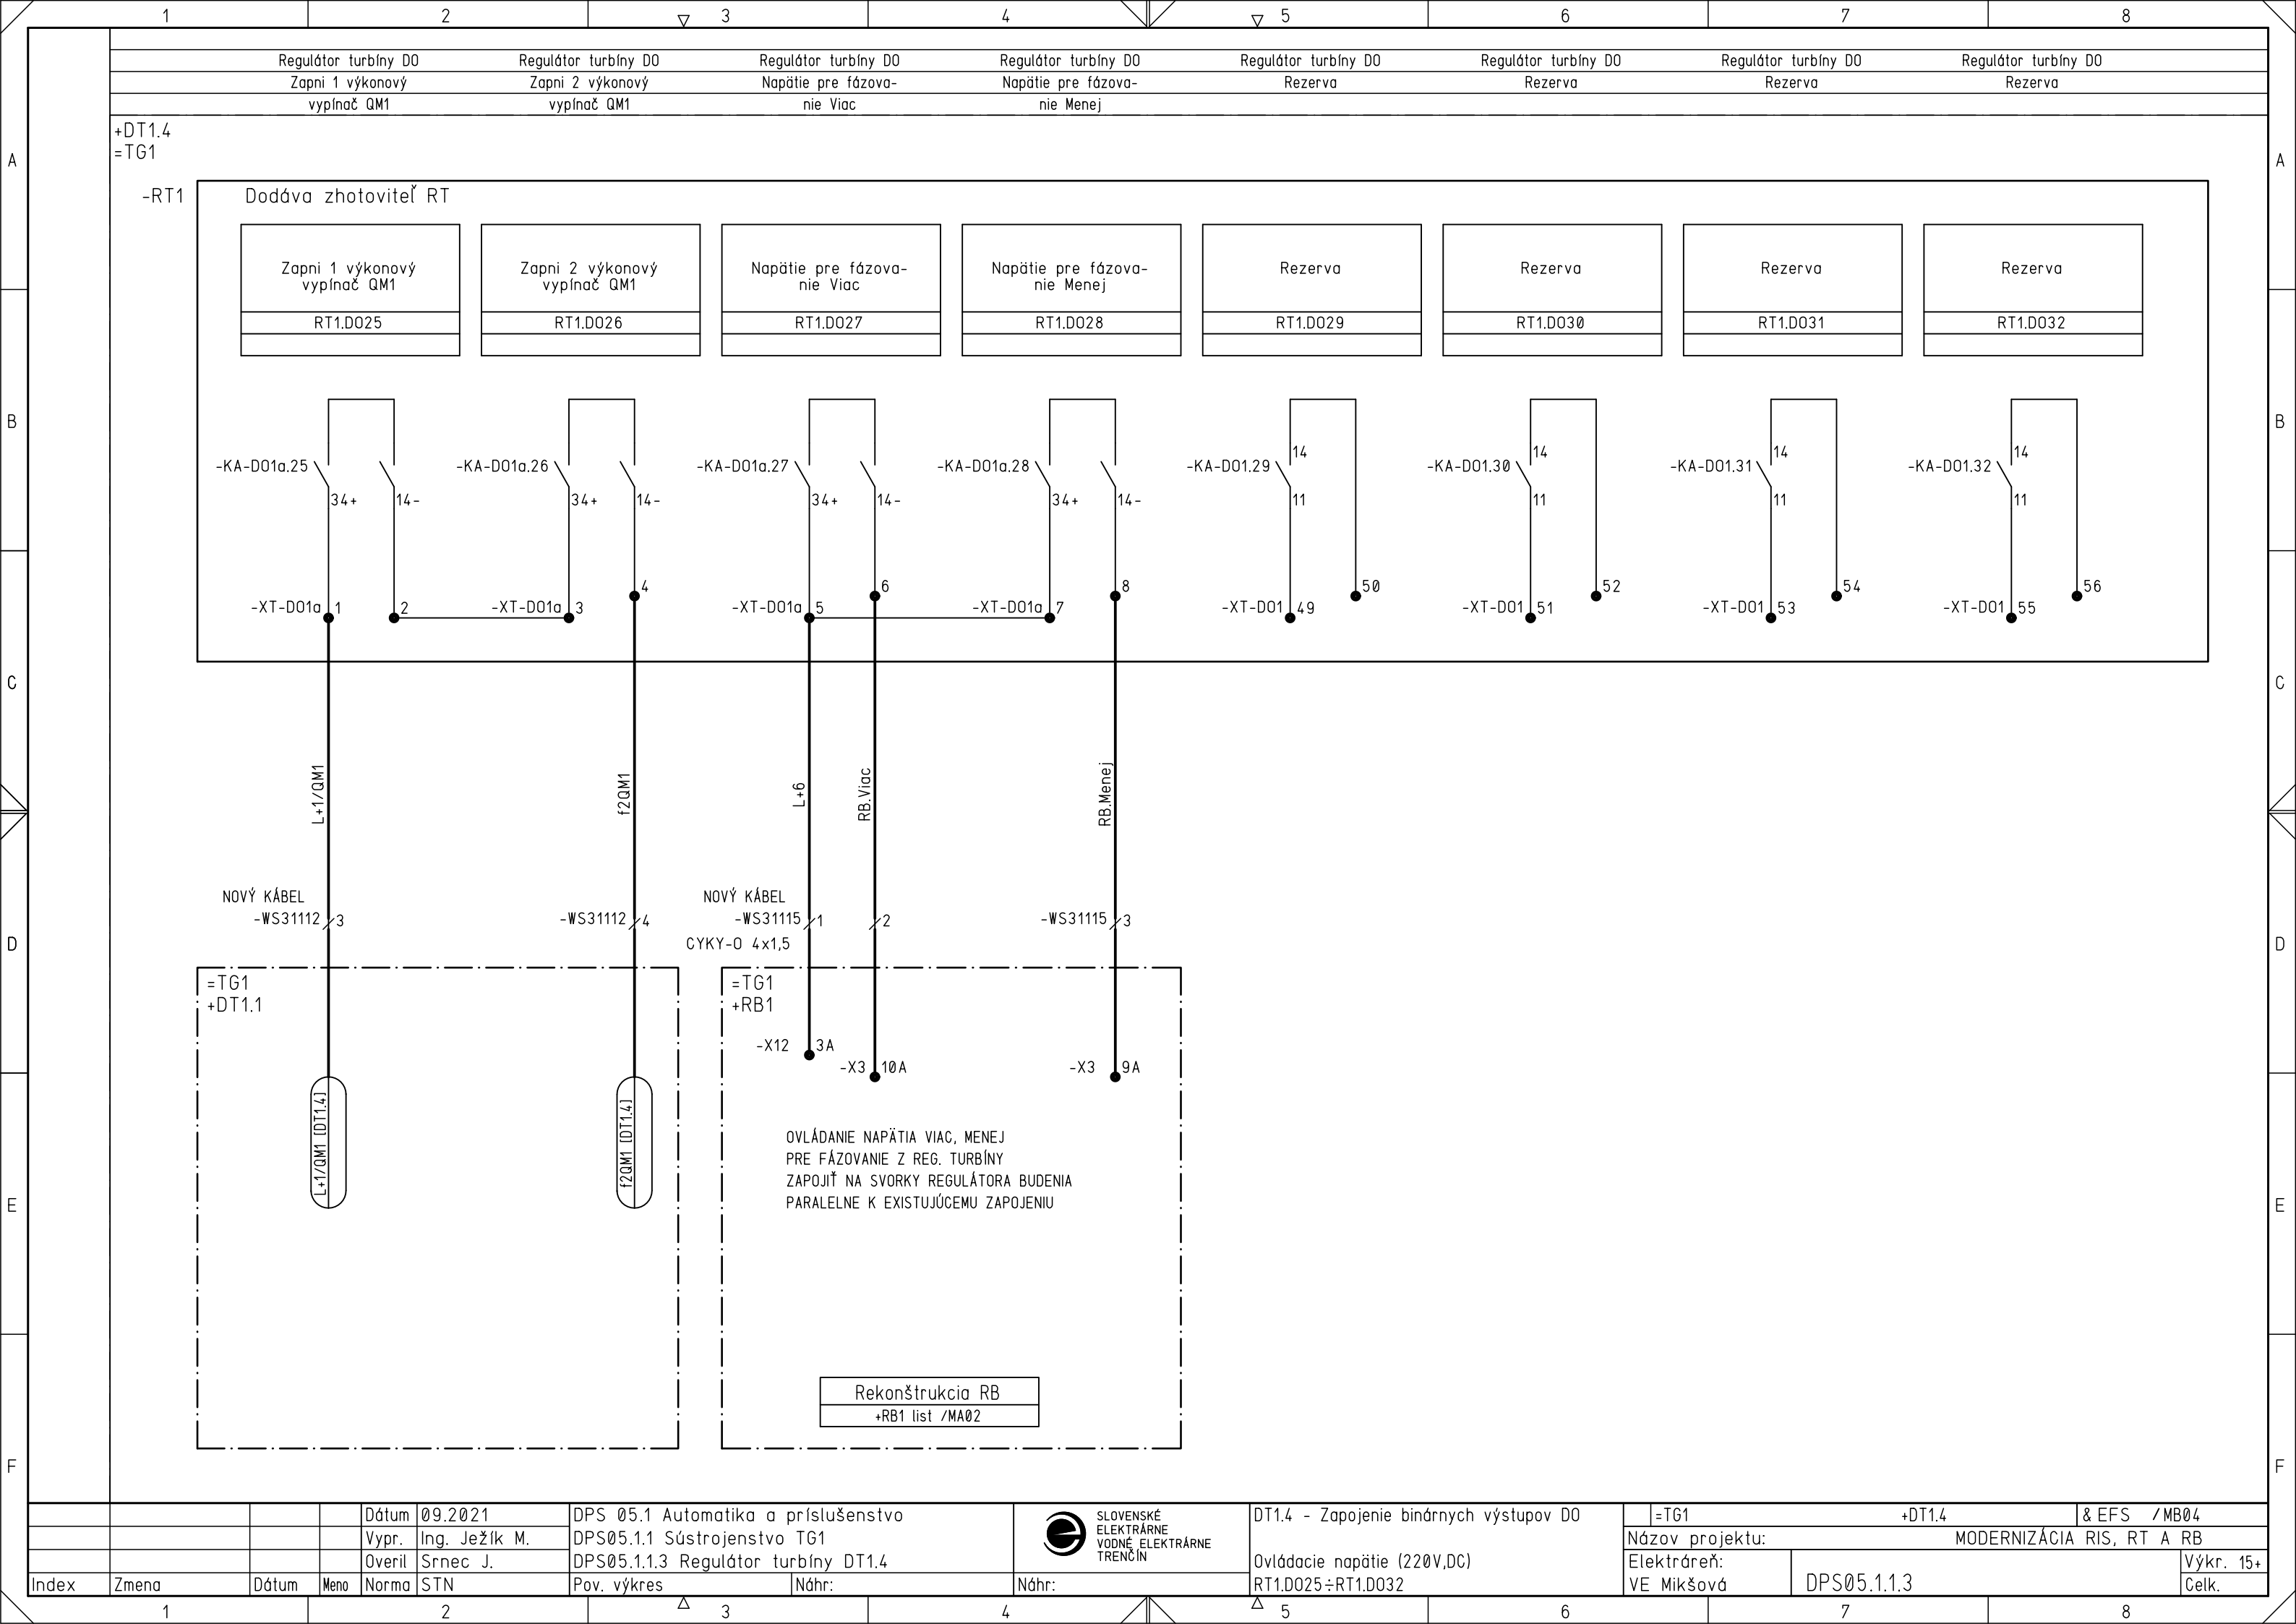 1 2 3 4 5 6 7 8
Regulátor turbíny DO Regulátor turbíny DO Regulátor turbíny DO Regulátor turbíny DO Regulátor turbíny DO Regulátor turbíny DO Regulátor turbíny DO Regulátor turbíny DO
Zapni 1 výkonový Zapni 2 výkonový Napätie pre fázova- Napätie pre fázova- Rezerva Rezerva Rezerva Rezerva
vypínač QM1 vypínač QM1 nie Viac nie Menej
+DT1.4
=TG1
A A
-RT1 Dodáva zhotoviteľ RT
Zapni 1 výkonový Zapni 2 výkonový Napätie pre fázova- Napätie pre fázova- Rezerva Rezerva Rezerva Rezerva
vypínač QM1 vypínač QM1 nie Viac nie Menej
RT1.DO25 RT1.DO26 RT1.DO27 RT1.DO28 RT1.DO29 RT1.DO30 RT1.DO31 RT1.DO32
B B
14 14 14 14
-KA-DO1a.25 -KA-DO1a.26 -KA-DO1a.27 -KA-DO1a.28 -KA-DO1.29 -KA-DO1.30 -KA-DO1.31 -KA-DO1.32
34+ 14- 34+ 14- 34+ 14- 34+ 14- 11 11 11 11
4 6 8 50 52 54 56
-XT-DO1a 1 2 -XT-DO1a 3 -XT-DO1a 5 -XT-DO1a 7 -XT-DO1 49 -XT-DO1 51 -XT-DO1 53 -XT-DO1 55
C C
L+1/QM1 f2QM1 L+6 RB.Viac RB.Menej
NOVÝ KÁBEL NOVÝ KÁBEL
-WS31112 3 -WS31112 4 -WS31115 1 2 -WS31115 3
CYKY-O 4x1,5
D D
=TG1 =TG1
+DT1.1 +RB1
-X12 3A
-X3 10A -X3 9A
L+1/QM1 [DT1.4] f2QM1 [DT1.4]
OVLÁDANIE NAPÄTIA VIAC, MENEJ
PRE FÁZOVANIE Z REG. TURBÍNY
ZAPOJIŤ NA SVORKY REGULÁTORA BUDENIA
PARALELNE K EXISTUJÚCEMU ZAPOJENIU
E E
Rekonštrukcia RB
+RB1 list /MA02
F F
Dátum 09.2021 DPS 05.1 Automatika a príslušenstvo SLOVENSKÉ DT1.4 - Zapojenie binárnych výstupov DO =TG1 +DT1.4 & EFS /MB04
Vypr. Ing. Ježík M. DPS05.1.1 Sústrojenstvo TG1 ELEKTRÁRNE Názov projektu: MODERNIZÁCIA RIS, RT A RB
VODNÉ ELEKTRÁRNE
Overil Srnec J. DPS05.1.1.3 Regulátor turbíny DT1.4 TRENČÍN Ovládacie napätie (220V,DC) Elektráreň: Výkr. 15+
Index Zmena Dátum Meno Norma STN Pov. výkres Náhr: Náhr: RT1.DO25÷RT1.DO32 VE Mikšová DPS05.1.1.3 Celk.
1 2 3 4 5 6 7 8